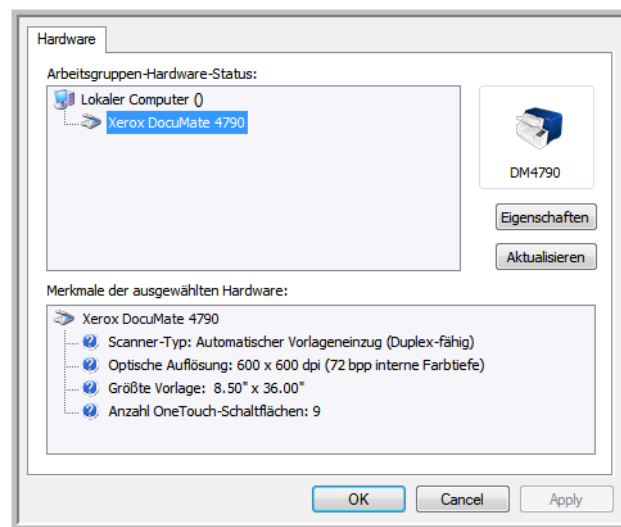 Hardware
Arbeitsgruppen-Hardware-Status:
Lokaler Computer ()
Xerox DocuMate 4790
DM4790
Eigenschaften
Aktualisieren
Merkmale der ausgewählten Hardware:
Xerox DocuMate 4790
Scanner-Typ: Automatischer Vorlageneinzug (Duplex-fähig)
Optische Auflösung: 600 x 600 dpi (72 bpp interne Farbtiefe)
Größte Vorlage: 8.50" x 36.00"
Anzahl OneTouch-Schaltflächen: 9
OK Cancel Apply